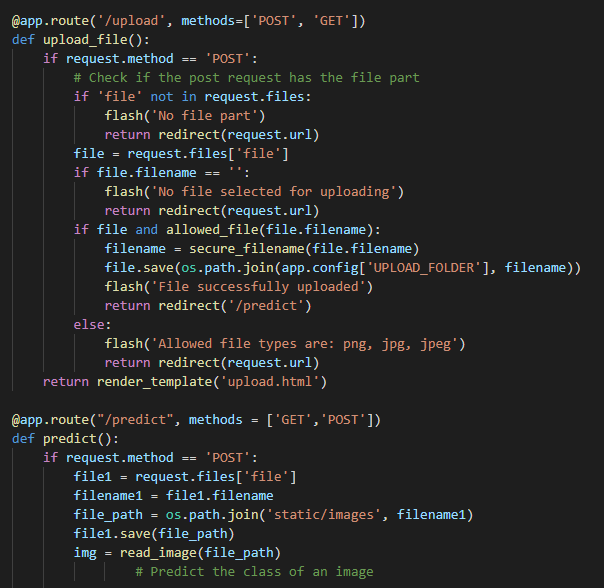 @app.route('/upload', methods=['POST', 'GET'])
def upload_file():
    if request.method == 'POST':
        # Check if the post request has the file part
        if 'file' not in request.files:
            flash('No file part')
            return redirect(request.url)
        file = request.files['file']
        if file.filename == '':
            flash('No file selected for uploading')
            return redirect(request.url)
        if file and allowed_file(file.filename):
            filename = secure_filename(file.filename)
            file.save(os.path.join(app.config['UPLOAD_FOLDER'], filename))
            flash('File successfully uploaded')
            return redirect('/predict')
        else:
            flash('Allowed file types are: png, jpg, jpeg')
            return redirect(request.url)
    return render_template('upload.html')

@app.route("/predict", methods = ['GET','POST'])
def predict():
    if request.method == 'POST':
        file1 = request.files['file']
        filename1 = file1.filename
        file_path = os.path.join('static/images', filename1)
        file1.save(file_path)
        img = read_image(file_path)
                # Predict the class of an image